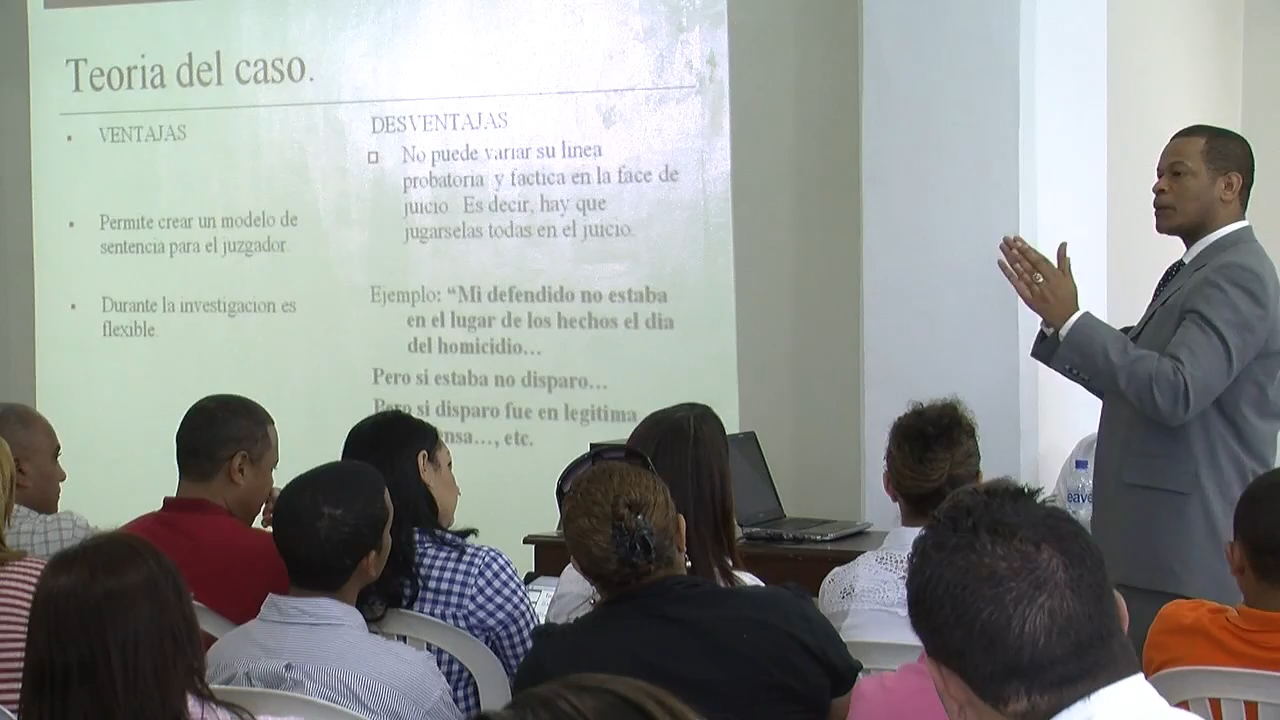 Teoria del caso.
VENTAJAS
Permite crear un modelo de
sentencia para el juzgador.
Durante la investigacion es
flexible.
DESVENTAJAS
No puede variar su linea
probatoria y factica en la face de
juicio. Es decir, hay que
jugarselas todas en el juicio.
Ejemplo: “Mi defendido no estaba
en el lugar de los hechos el dia
del homicidio…
Pero si estaba no disparo…
Pero si disparo fue en legitima
ensa…, etc.
eave